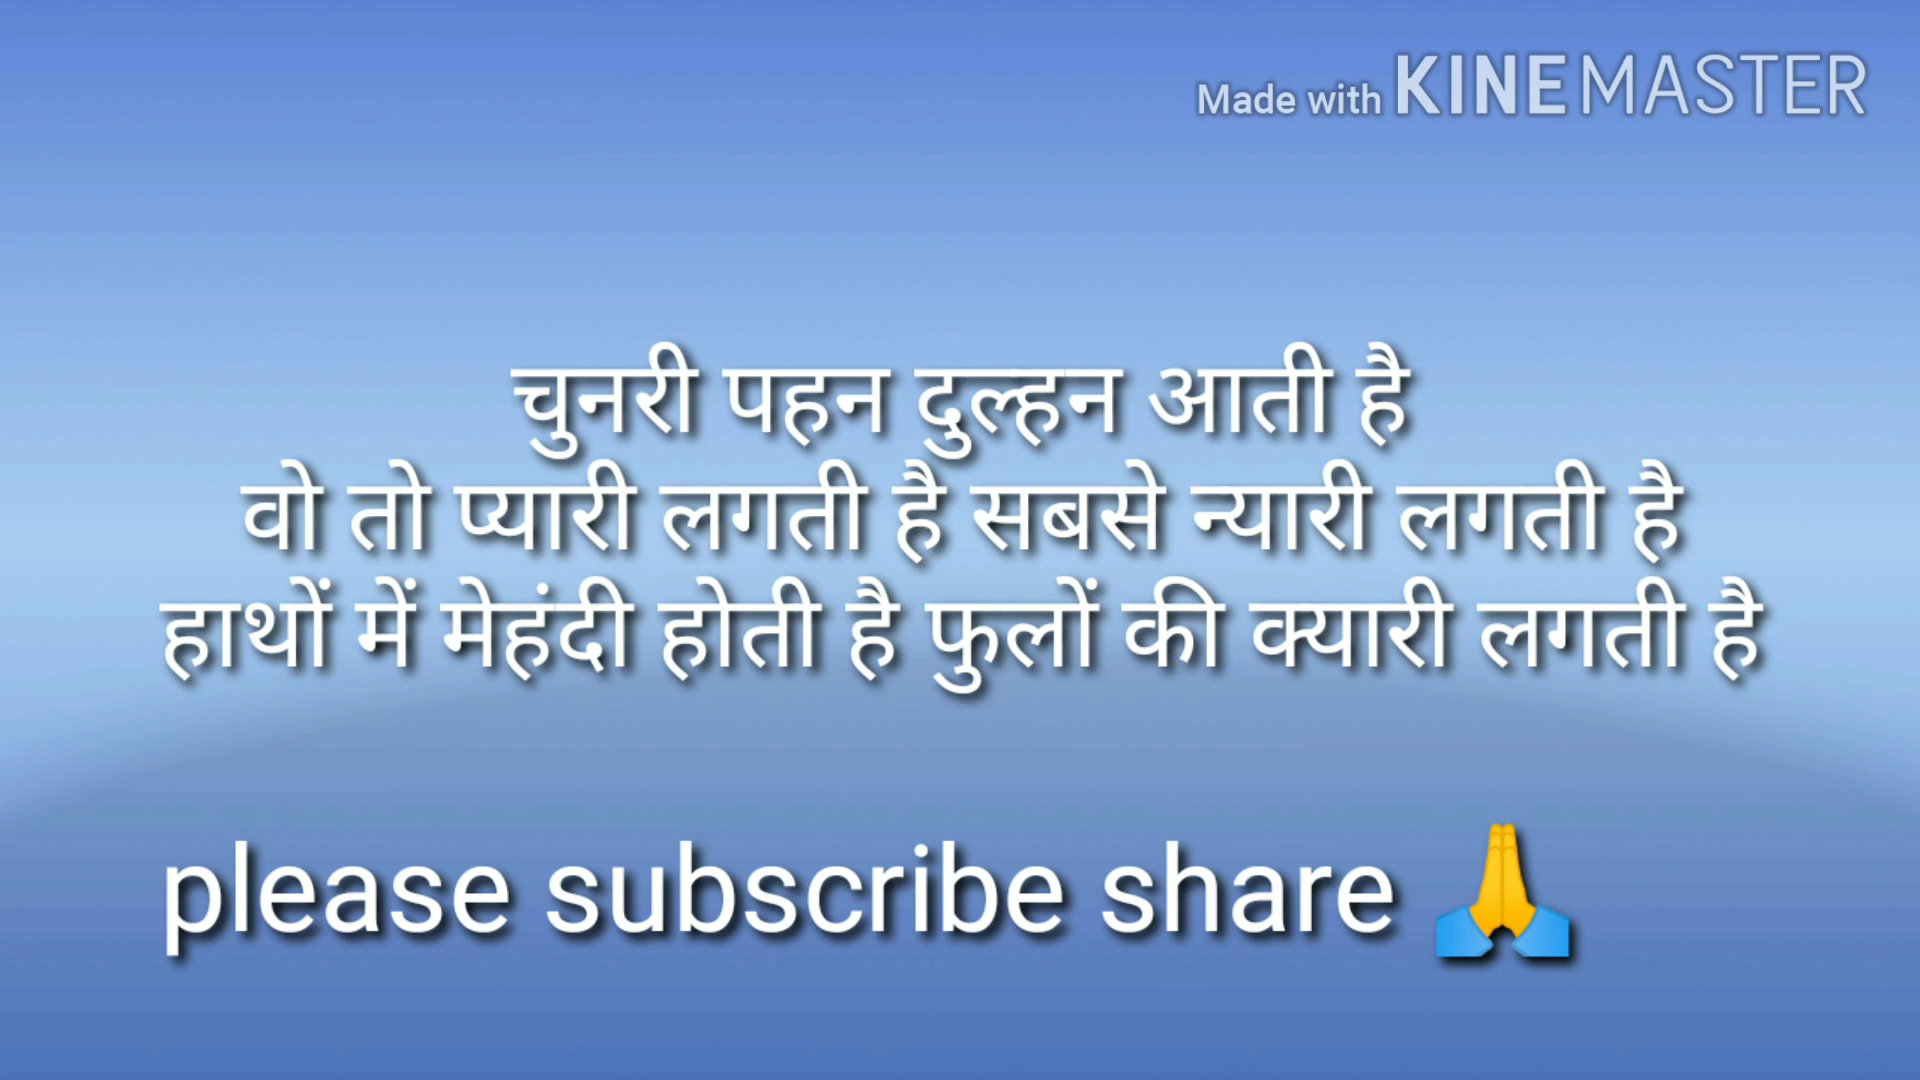 Made with KINEMASTER
चुनरी पहन दुल्हन आती है
वो तो प्यारी लगती है सबसे न्यारी लगती है
हाथों में मेहंदी होती है फुलों की क्यारी लगती है
please subscribe share 🙏